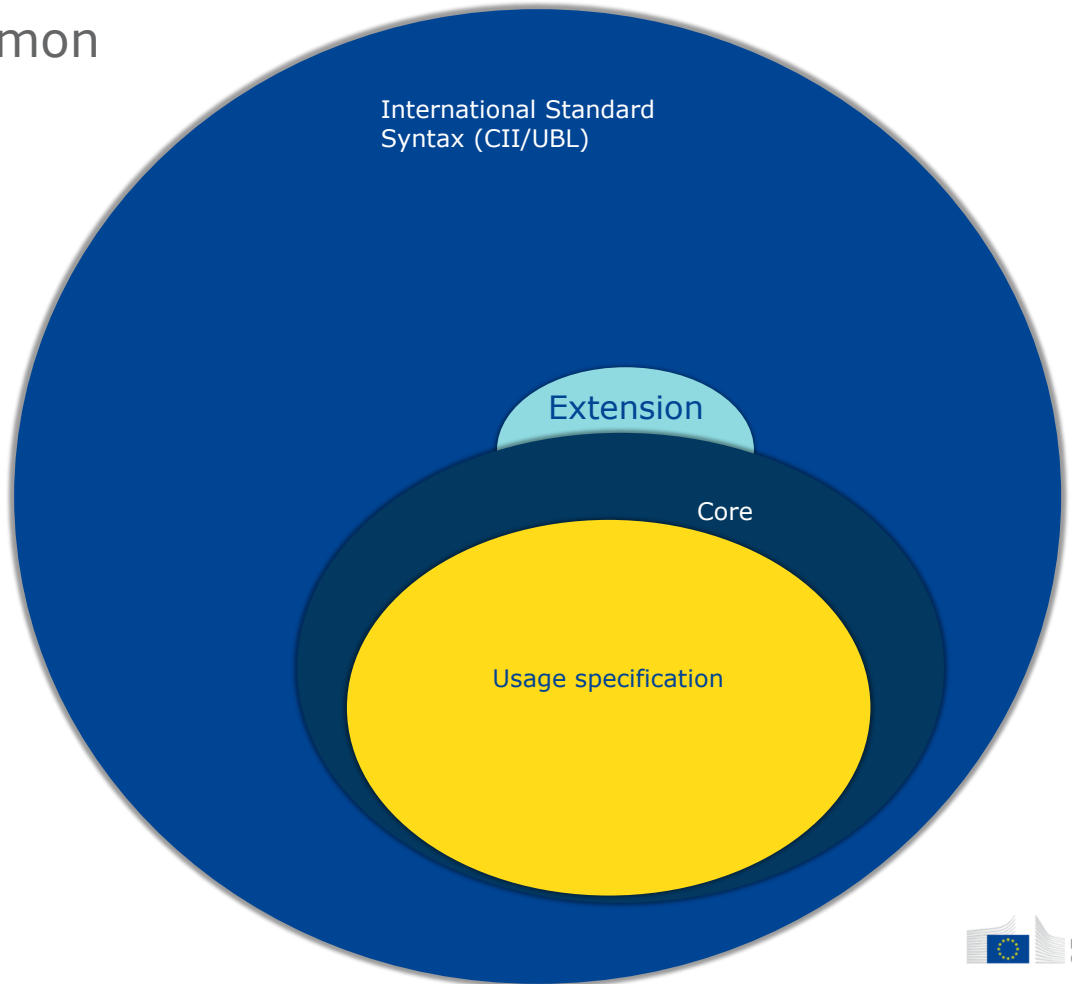 mon
International Standard
Syntax (CII/UBL)
Extension
Core
Usage specification